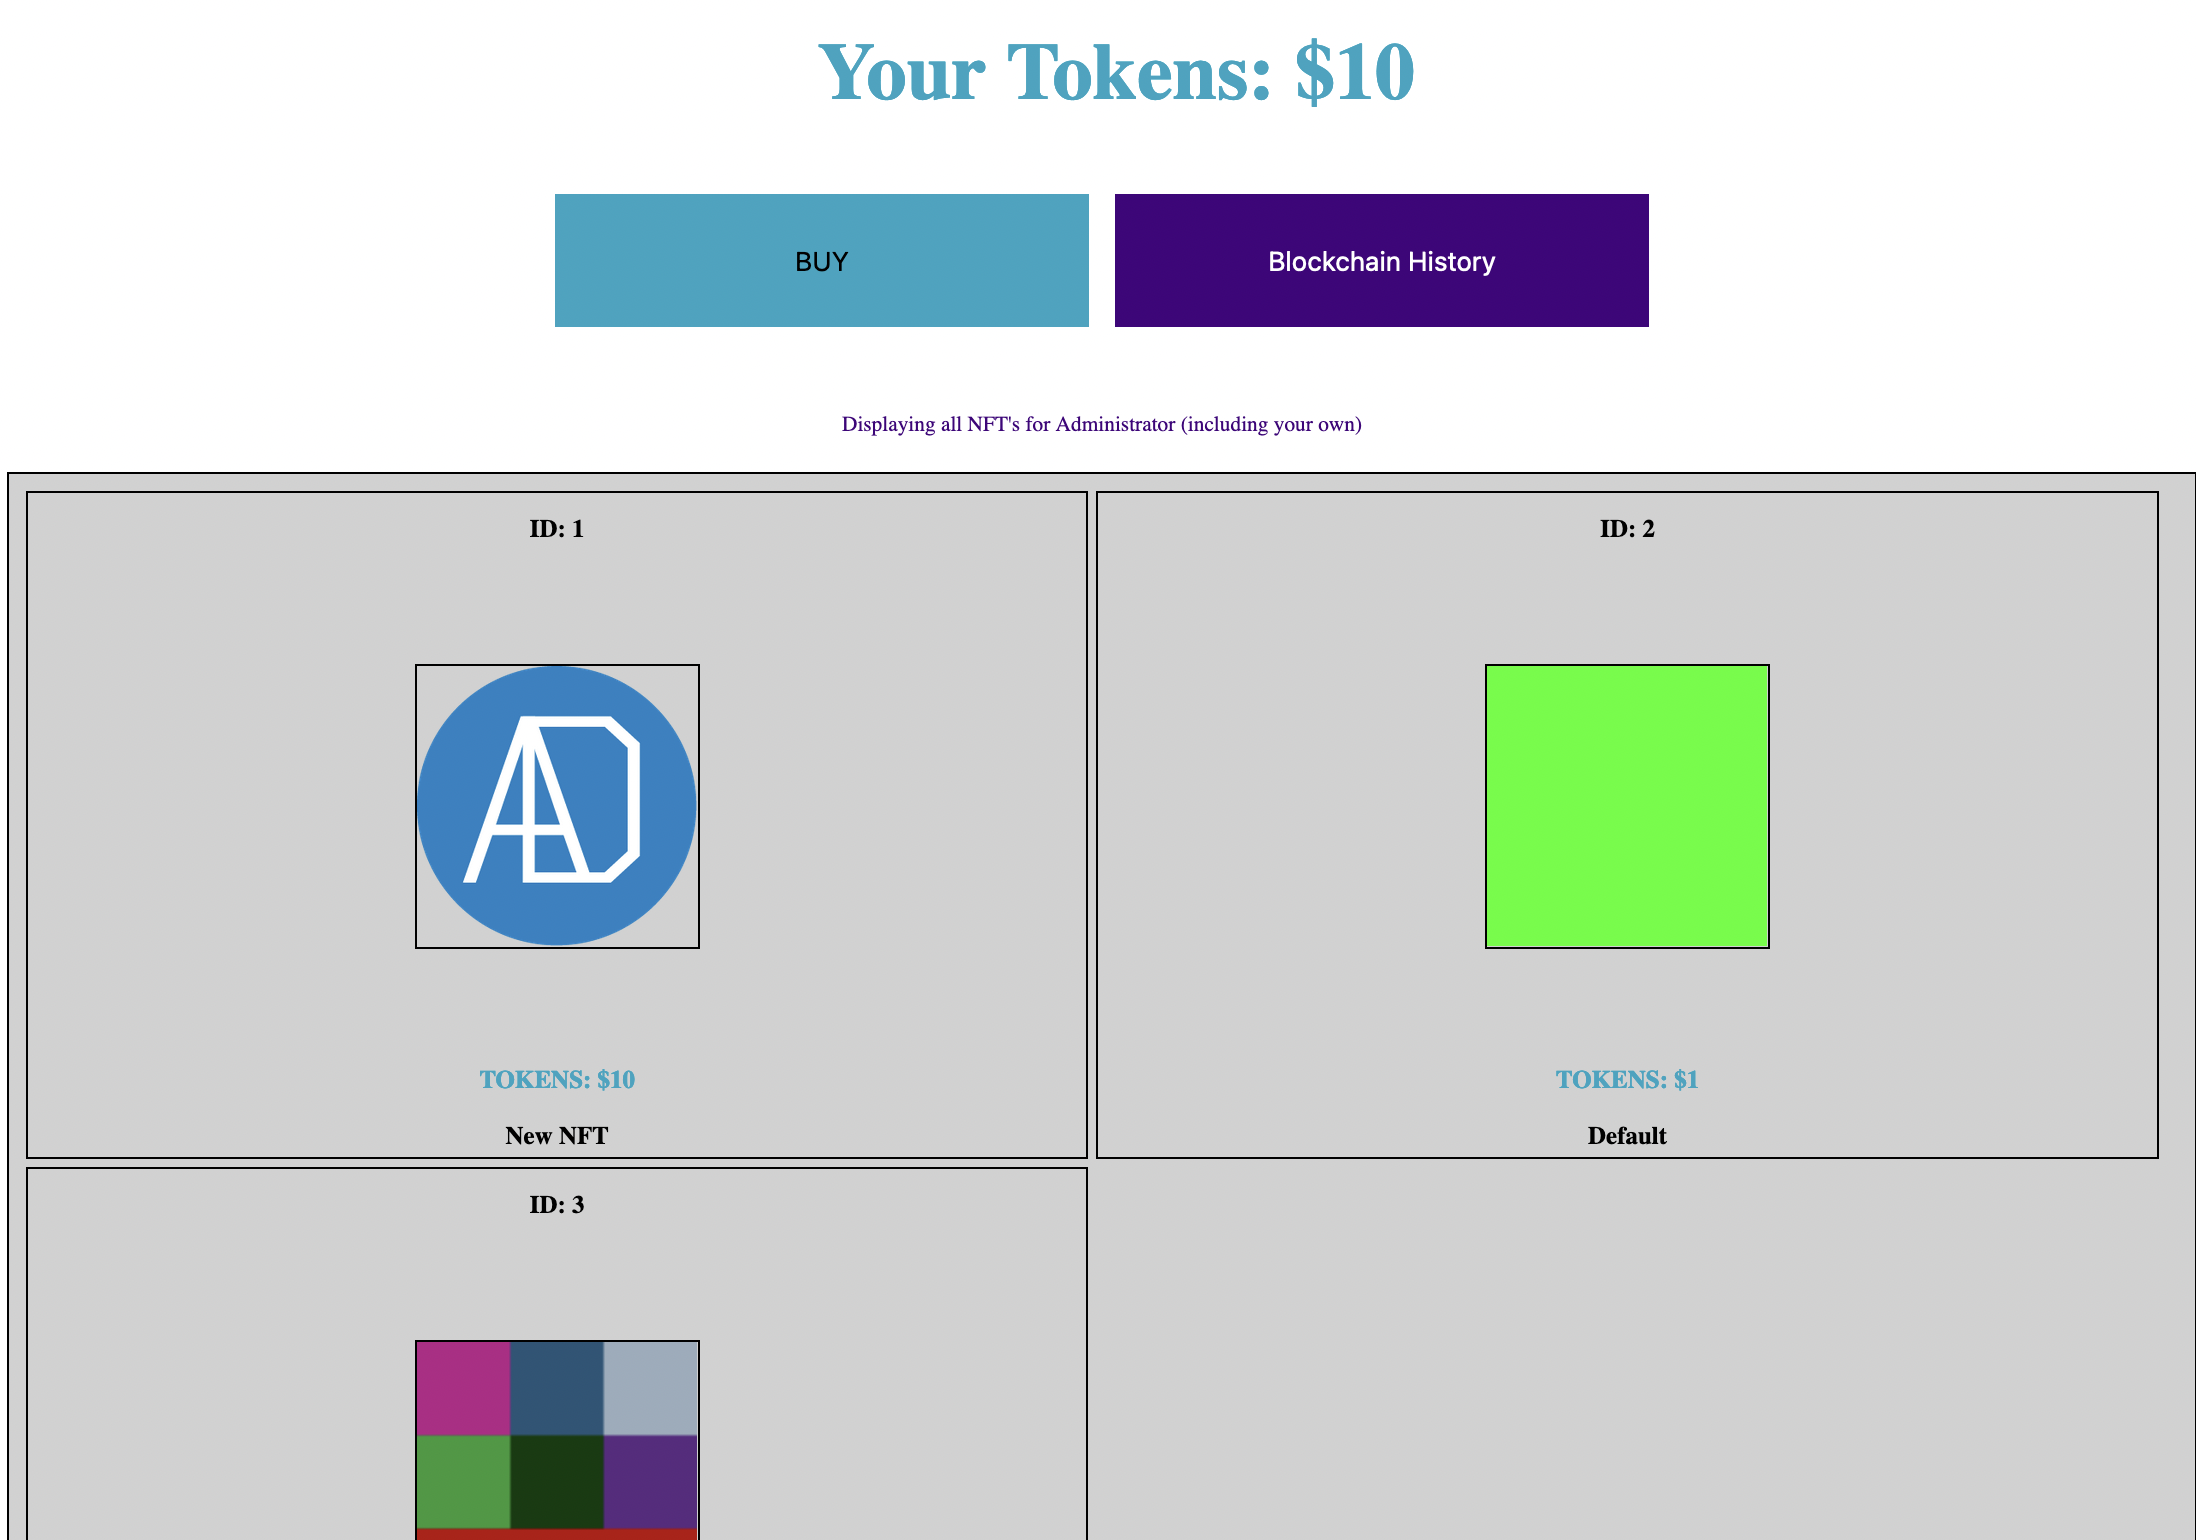 Your Tokens: $10
BUY
Blockchain History
Displaying all NFT's for Administrator (including your own)
ID: 1
AD
TOKENS: $10
New NFT
ID: 2
TOKENS: $1
Default
ID: 3